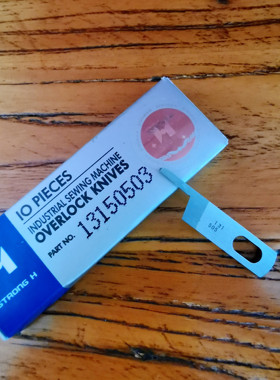 10 PIECES
INDUSTRIAL SEWING MACHINE
OVERLOCK KNIVES
PART NO. 13150503
STRONG H